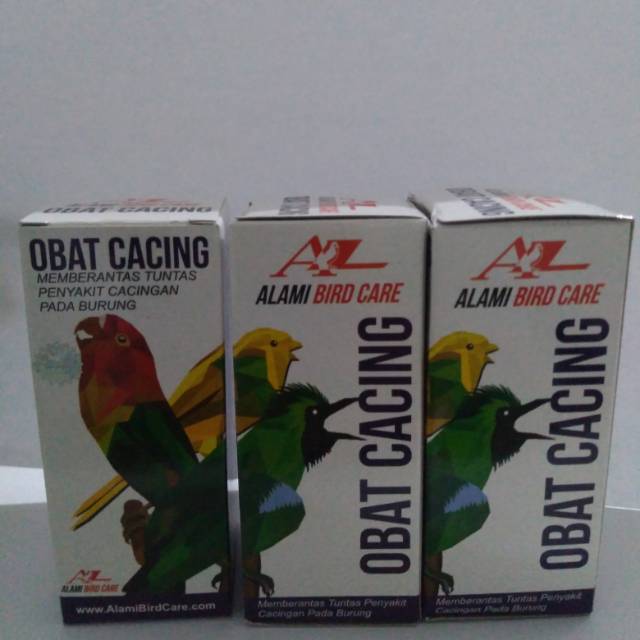 OBAT CACING
OBAT CACING
MEMBERANTAS TUNTAS
PENYAKIT CACINGAN
PADA BURUNG
AL
ALAMI BIRD CARE
www.AlamiBirdCare.com
AL
ALAMI BIRD CARE
OBAT CACING
Memberantas Tuntas Penyakit
Cacingan Pada Burung
AL
ALAMI BIRD CARE
OBAT CACING
Memberantas Tuntas Penyakit
Cacingan Pada Burung